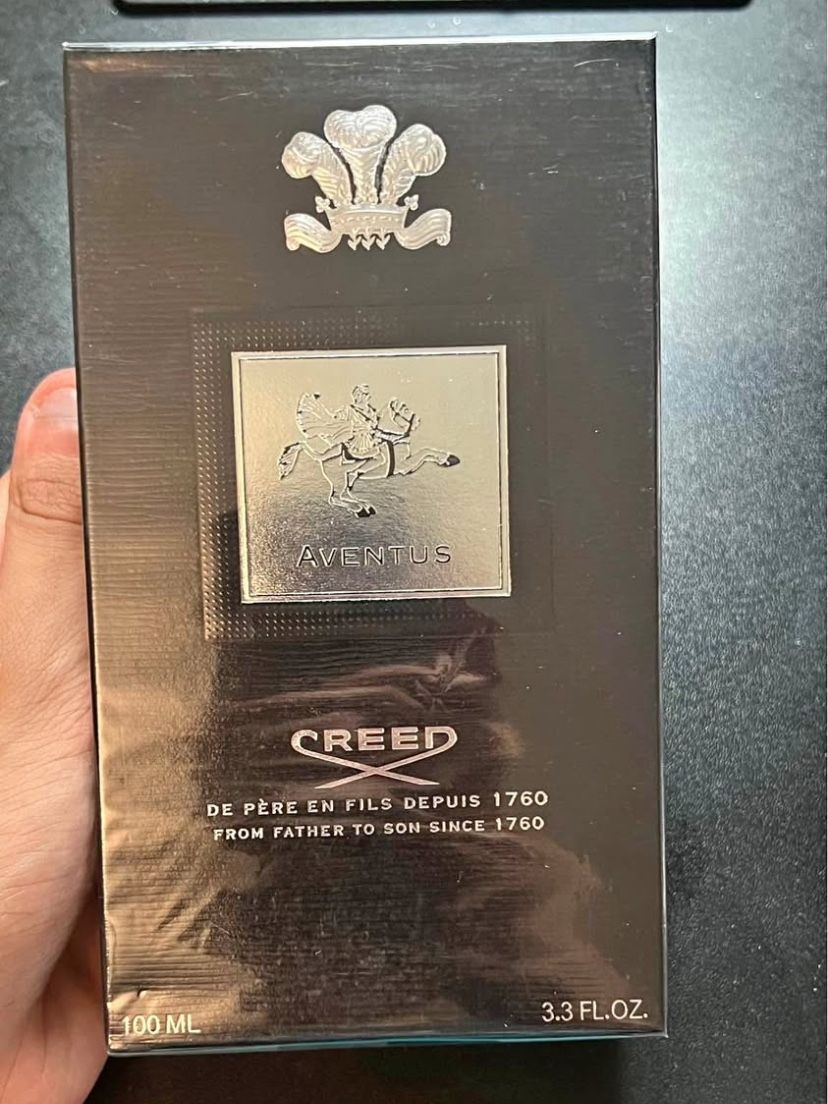 AVENTUS
CREED
DE PÈRE EN FILS DEPUIS 1760
FROM FATHER TO SON SINCE 1760
100 ML
3.3 FL.OZ.